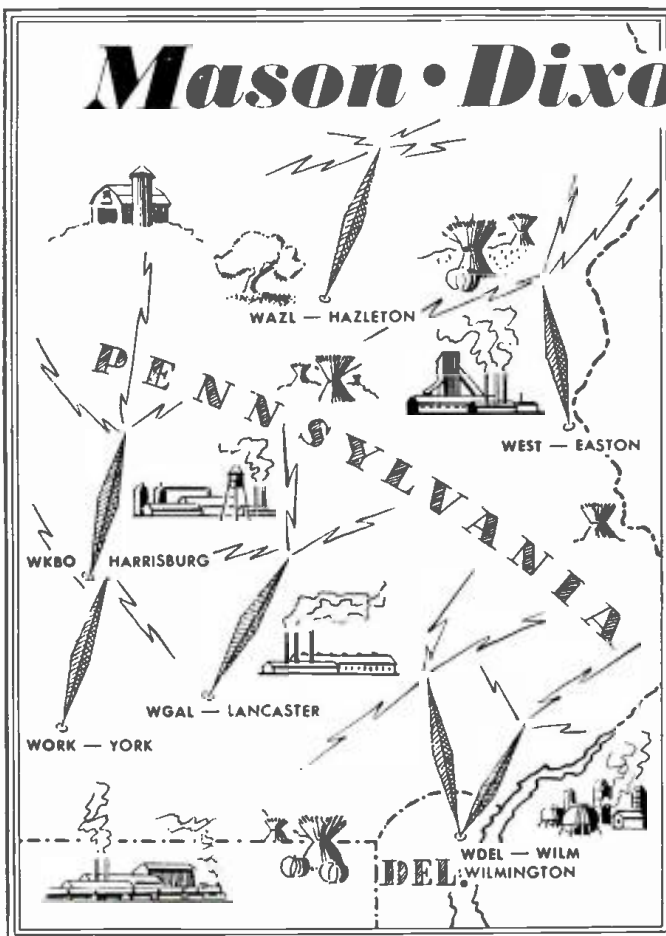 Mason • Dixo
WAZL — HAZLETON
PENNSYLVANIA
WEST — EASTON
WKBO HARRISBURG
WGAL — LANCASTER
WORK — YORK
WDEL — WILM
DEL. WILMINGTON